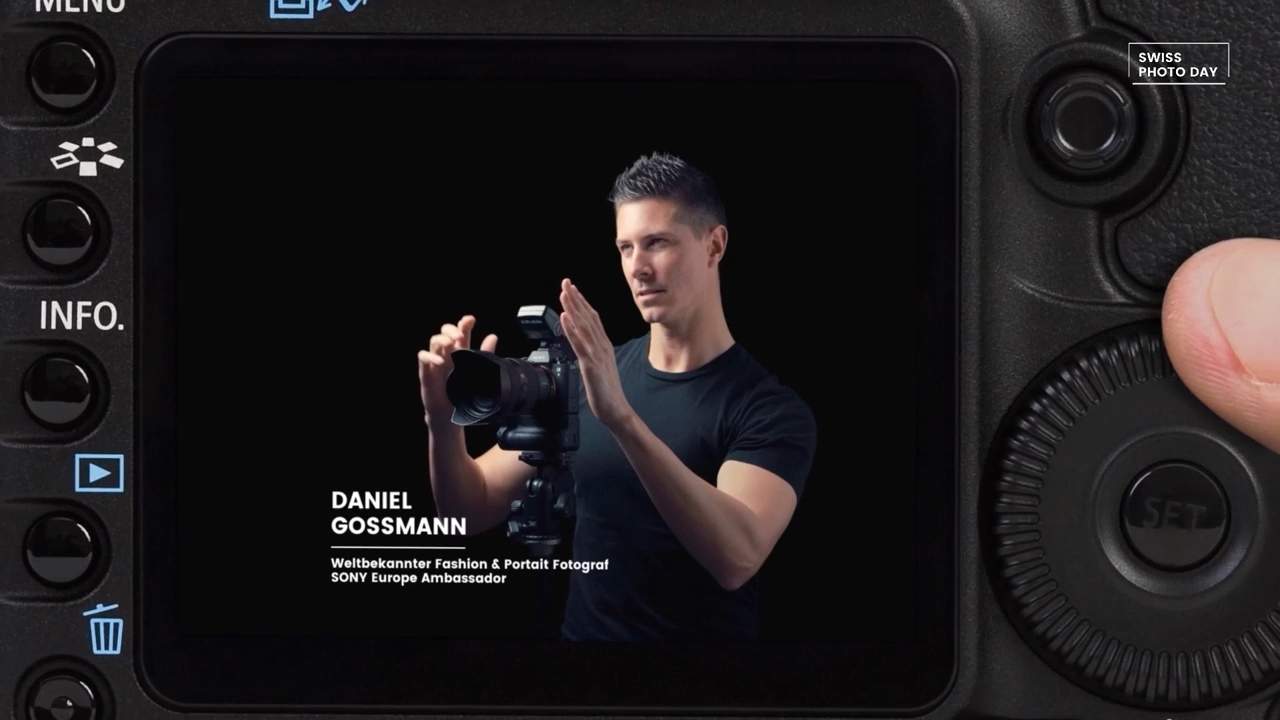 MENU
SWISS
PHOTO DAY
INFO.
DANIEL
GOSSMANN
Weltbekannter Fashion & Portait Fotograf
SONY Europe Ambassador
SET